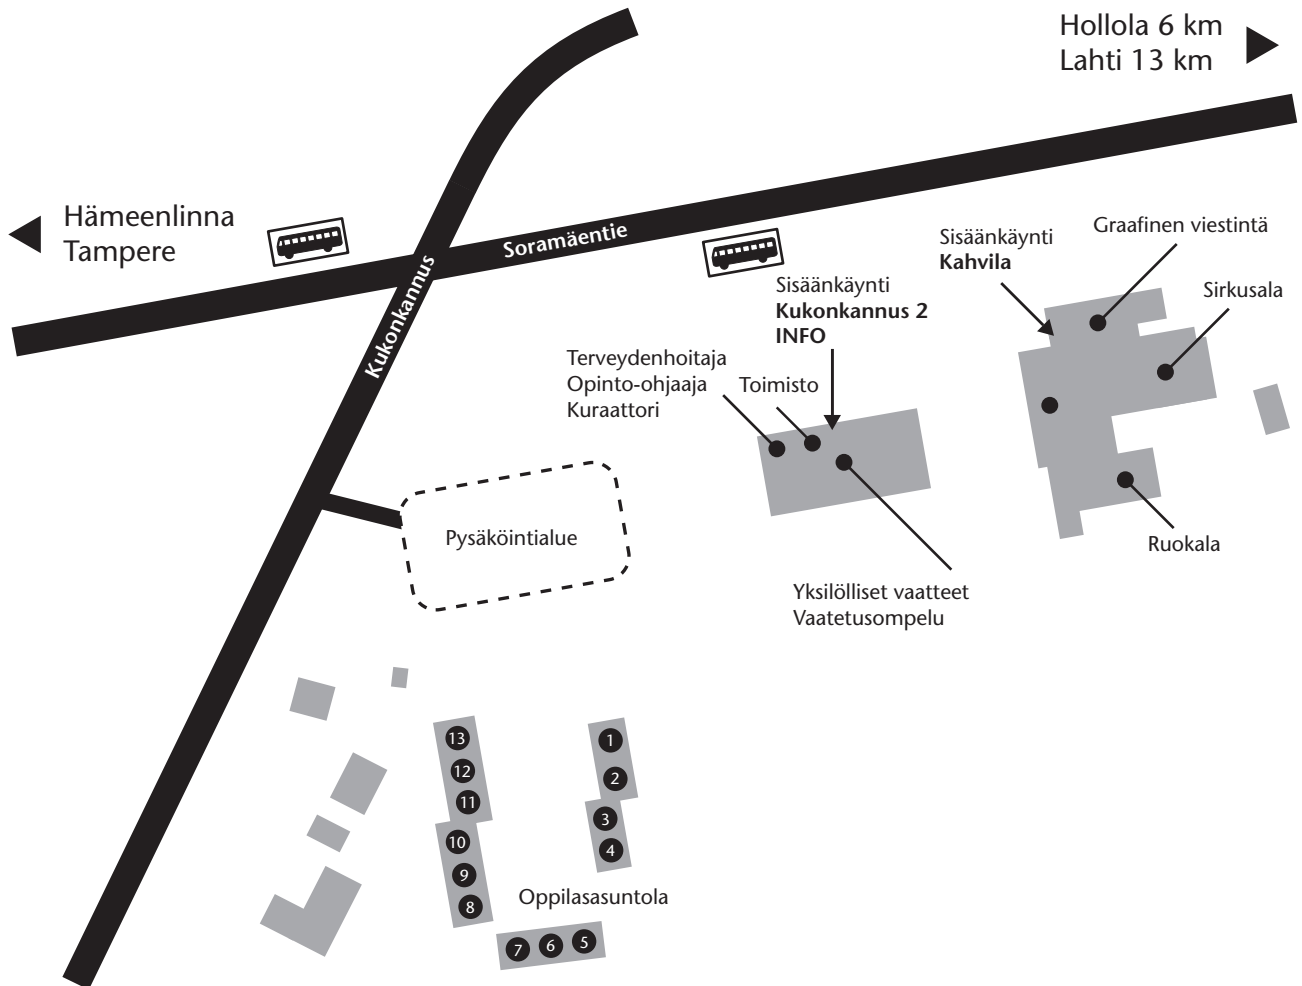 Hollola 6 km
Lahti 13 km
Hämeenlinna
Tampere
Soramäentie
Kukonkannus
Graafinen viestintä
Sisäänkäynti
Kahvila
Sirkusala
Sisäänkäynti
Kukonkannus 2
INFO
Terveydenhoitaja
Opinto-ohjaaja
Kuraattori
Toimisto
Pysäköintialue
Ruokala
Yksilölliset vaatteet
Vaatetusompelu
13
12
11
10
9
8
1
2
3
4
Oppilasasuntola
7 6 5